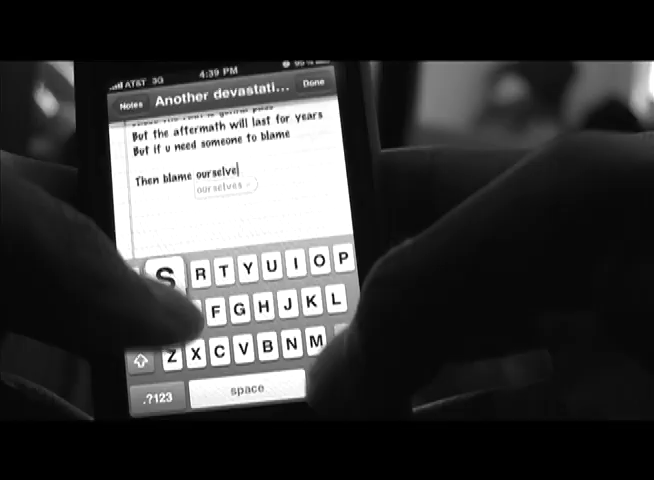 AT&T 3G 4:39 PM
Notes Another devastati... Done
But the aftermath will last for years
But if u need someone to blame
Then blame ourselve
ourselves
S R T Y U I O P
F G H J K L
Z X C V B N M
.?123 space